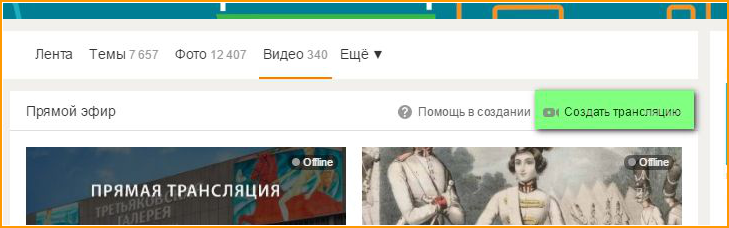 Лента Темы 7 657 Фото 12 407 Видео 340 Ещё ▼
Прямой эфир ? Помощь в создании Создать трансляцию
Offline Offline
ПРЯМАЯ ТРАНСЛЯЦИЯ
ТРЕТЬЯКОВСКАЯ
ГАЛЕРЕЯ